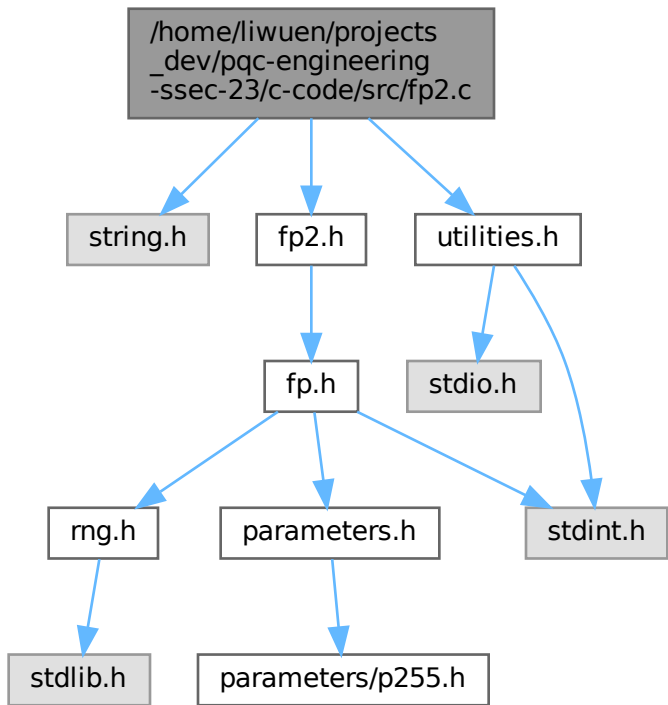 /home/liwuen/projects
_dev/pqc-engineering
-ssec-23/c-code/src/fp2.c
string.h
fp2.h
utilities.h
fp.h
stdio.h
rng.h
parameters.h
stdint.h
stdlib.h
parameters/p255.h